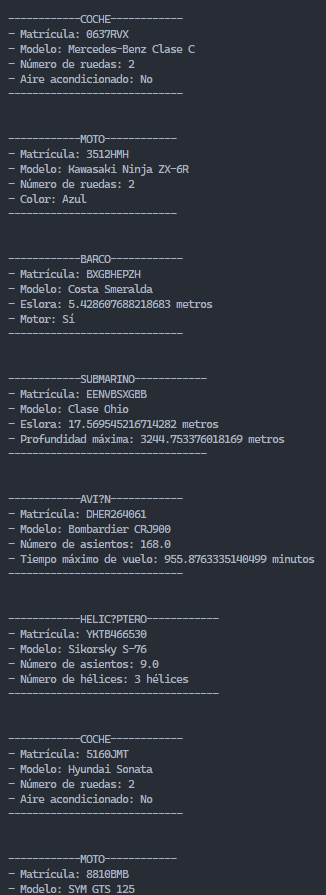 ------------COCHE------------
- Matrícula: 0637RVX
- Modelo: Mercedes-Benz Clase C
- Número de ruedas: 2
- Aire acondicionado: No
-----------------------------
------------MOTO------------
- Matrícula: 3512HMH
- Modelo: Kawasaki Ninja ZX-6R
- Número de ruedas: 2
- Color: Azul
----------------------------
------------BARCO------------
- Matrícula: BXGBHEPZH
- Modelo: Costa Smeralda
- Eslora: 5.428607688218683 metros
- Motor: Sí
-----------------------------
------------SUBMARINO------------
- Matrícula: EENVBSXGBB
- Modelo: Clase Ohio
- Eslora: 17.569545216714282 metros
- Profundidad máxima: 3244.753376018169 metros
---------------------------------
------------AVI?N------------
- Matrícula: DHER264061
- Modelo: Bombardier CRJ900
- Número de asientos: 168.0
- Tiempo máximo de vuelo: 955.8763335140499 minutos
-----------------------------
------------HELIC?PTERO------------
- Matrícula: YKTB466530
- Modelo: Sikorsky S-76
- Número de asientos: 9.0
- Número de hélices: 3 hélices
-----------------------------------
------------COCHE------------
- Matrícula: 5160JMT
- Modelo: Hyundai Sonata
- Número de ruedas: 2
- Aire acondicionado: No
-----------------------------
------------MOTO------------
- Matrícula: 8810BMB
- Modelo: SYM GTS 125